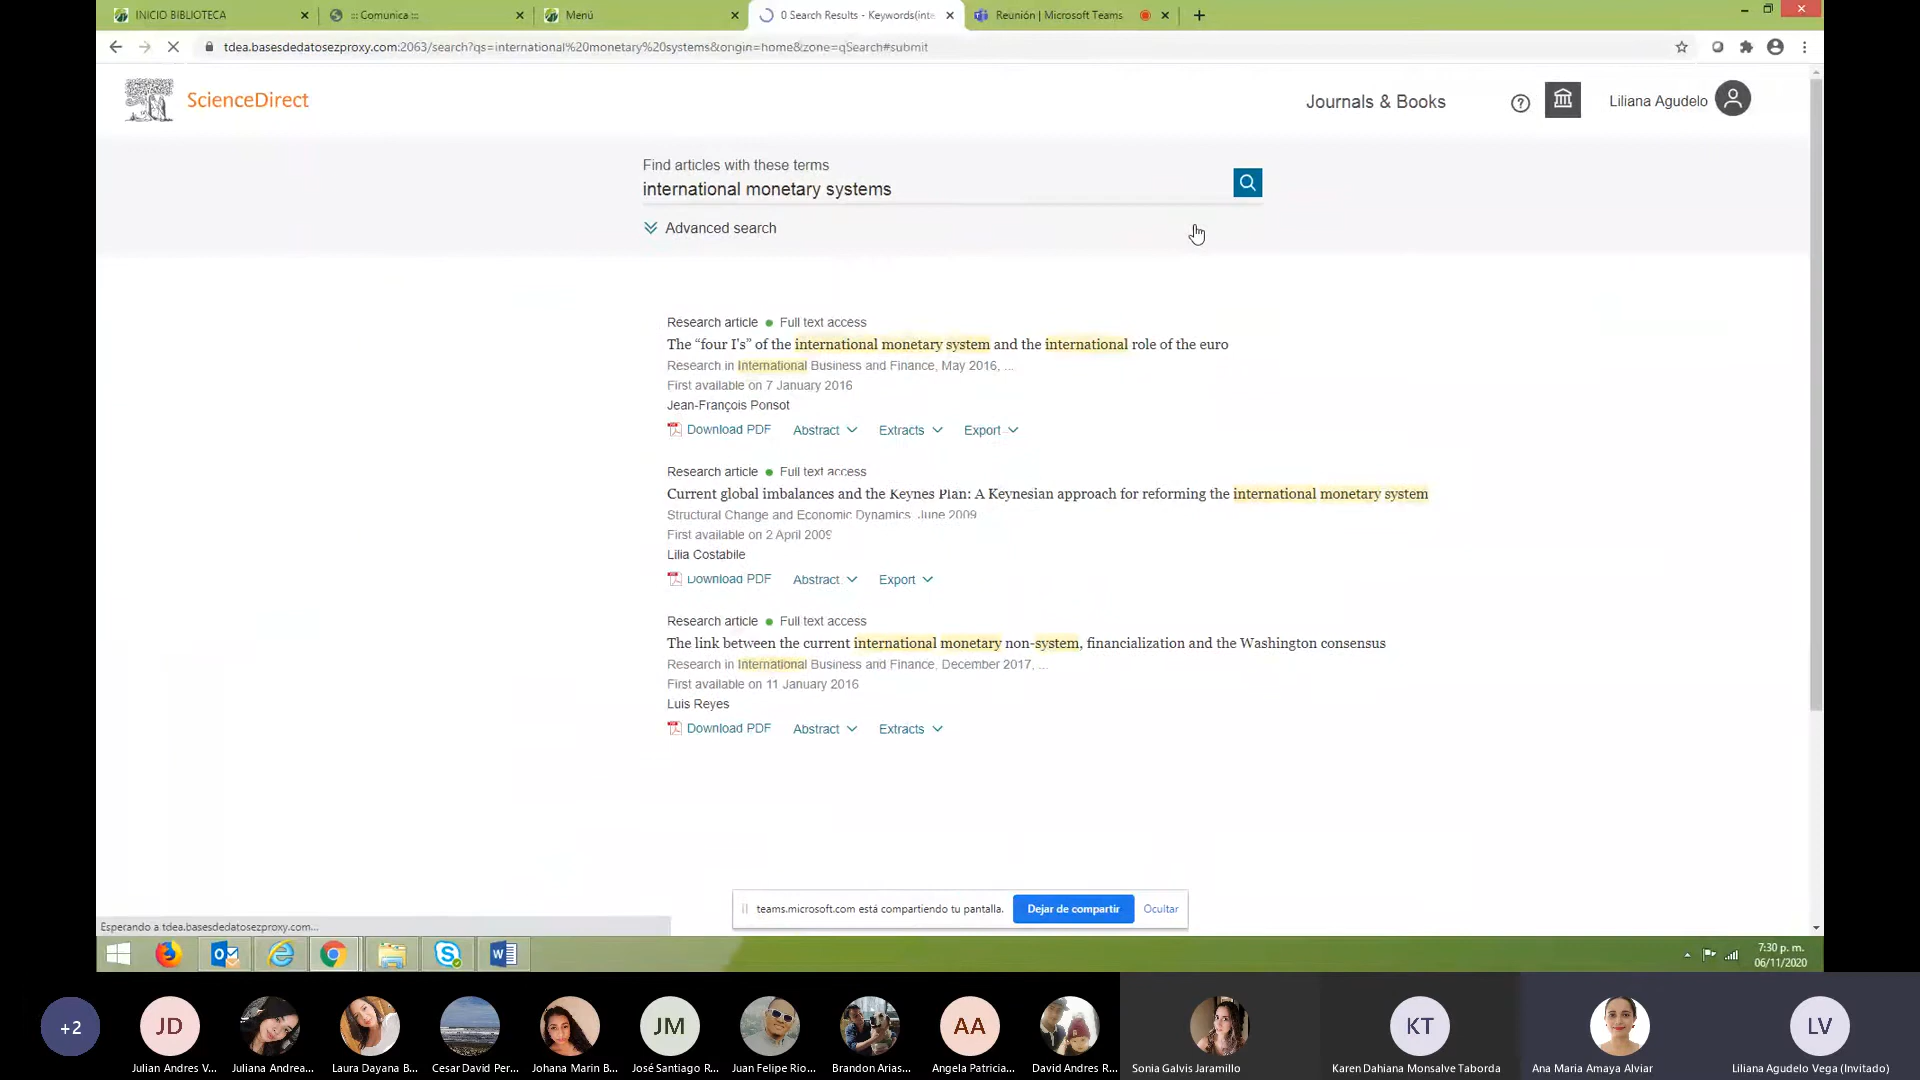 INICIO BIBLIOTECA
::: Comunica :::
Menú
0 Search Results - Keywords(inte
Reunión | Microsoft Teams
tdea.basesdedatosezproxy.com:2063/search?qs=international%20monetary%20systems&origin=home&zone=qSearch#submit
ScienceDirect
Journals & Books
Liliana Agudelo
Find articles with these terms
international monetary systems
Advanced search
Research article ● Full text access
The “four I's” of the international monetary system and the international role of the euro
Research in International Business and Finance, May 2016, ...
First available on 7 January 2016
Jean-François Ponsot
Download PDF Abstract Extracts Export
Research article ● Full text access
Current global imbalances and the Keynes Plan: A Keynesian approach for reforming the international monetary system
Structural Change and Economic Dynamics, June 2009
First available on 2 April 2009
Lilia Costabile
Download PDF Abstract Export
Research article ● Full text access
The link between the current international monetary non-system, financialization and the Washington consensus
Research in International Business and Finance, December 2017, ...
First available on 11 January 2016
Luis Reyes
Download PDF Abstract Extracts
teams.microsoft.com está compartiendo tu pantalla. Dejar de compartir Ocultar
Esperando a tdea.basesdedatosezproxy.com...
7:30 p. m.
06/11/2020
+2
JD
JM
AA
KT
LV
Julian Andres V...
Juliana Andrea...
Laura Dayana B...
Cesar David Per...
Johana Marin B...
José Santiago R...
Juan Felipe Rio...
Brandon Arias...
Angela Patricia...
David Andres R...
Sonia Galvis Jaramillo
Karen Dahiana Monsalve Taborda
Ana Maria Amaya Alviar
Liliana Agudelo Vega (Invitado)